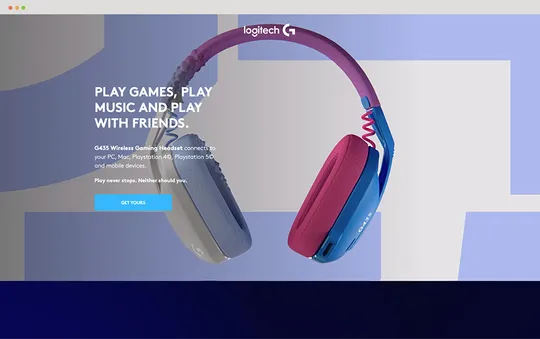 logitech G
PLAY GAMES, PLAY
MUSIC AND PLAY
WITH FRIENDS.
G435 Wireless Gaming Headset connects to
your PC, Mac, Playstation 4©, Playstation 5©
and mobile devices.
Play never stops. Neither should you.
GET YOURS
G435